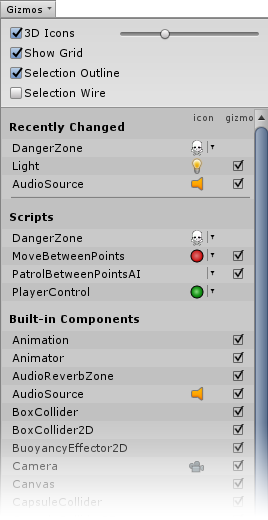 Gizmos
3D Icons
Show Grid
Selection Outline
Selection Wire
icon gizmo
Recently Changed
DangerZone
Light
AudioSource
Scripts
DangerZone
MoveBetweenPoints
PatrolBetweenPointsAI
PlayerControl
Built-in Components
Animation
Animator
AudioReverbZone
AudioSource
BoxCollider
BoxCollider2D
BuoyancyEffector2D
Camera
Canvas
CapsuleCollider